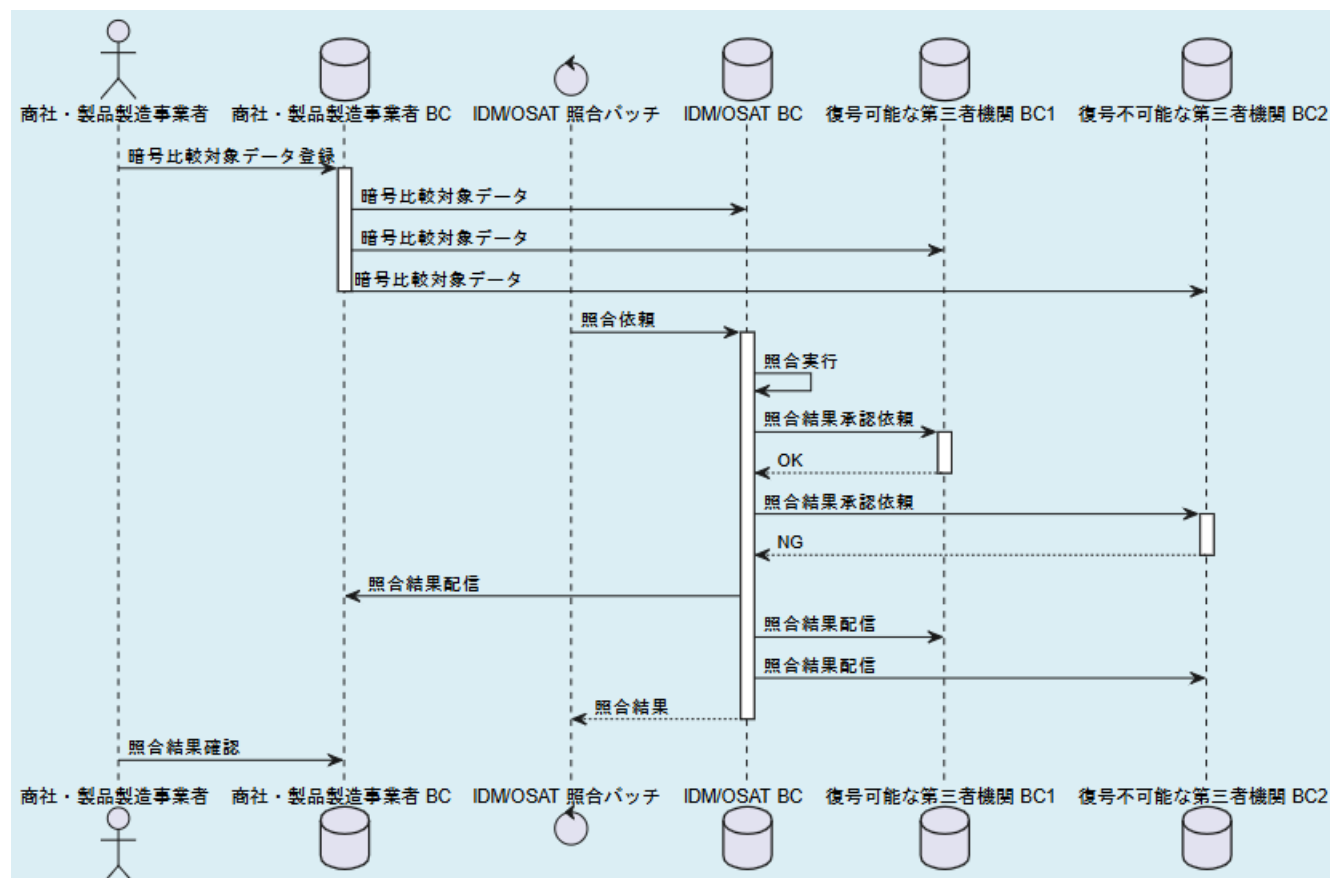 商社・製品製造事業者 商社・製品製造事業者 BC IDM/OSAT 照合バッチ IDM/OSAT BC 復号可能な第三者機関 BC1 復号不可能な第三者機関 BC2
暗号比較対象データ登録
暗号比較対象データ
暗号比較対象データ
暗号比較対象データ
照合依頼
照合実行
照合結果承認依頼
OK
照合結果承認依頼
NG
照合結果配信
照合結果配信
照合結果配信
照合結果
照合結果確認
商社・製品製造事業者 商社・製品製造事業者 BC IDM/OSAT 照合バッチ IDM/OSAT BC 復号可能な第三者機関 BC1 復号不可能な第三者機関 BC2